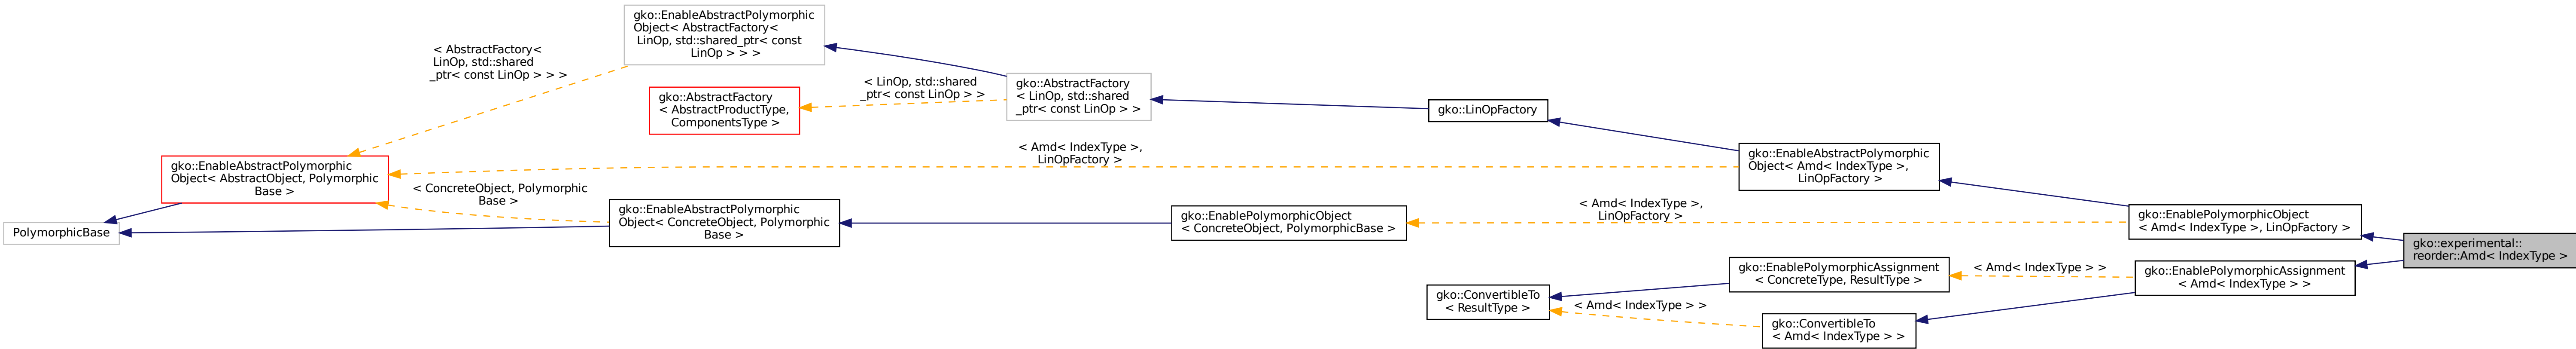 gko::EnableAbstractPolymorphic
Object< AbstractFactory<
LinOp, std::shared_ptr< const
LinOp > > >
< AbstractFactory<
LinOp, std::shared
_ptr< const LinOp > > >
gko::AbstractFactory
< AbstractProductType,
ComponentsType >
< LinOp, std::shared
_ptr< const LinOp > >
gko::AbstractFactory
< LinOp, std::shared
_ptr< const LinOp > >
gko::LinOpFactory
gko::EnableAbstractPolymorphic
Object< AbstractObject, Polymorphic
Base >
< Amd< IndexType >,
LinOpFactory >
gko::EnableAbstractPolymorphic
Object< Amd< IndexType >,
LinOpFactory >
< ConcreteObject, Polymorphic
Base >
PolymorphicBase
gko::EnableAbstractPolymorphic
Object< ConcreteObject, Polymorphic
Base >
gko::EnablePolymorphicObject
< ConcreteObject, PolymorphicBase >
< Amd< IndexType >,
LinOpFactory >
gko::EnablePolymorphicObject
< Amd< IndexType >, LinOpFactory >
gko::experimental::
reorder::Amd< IndexType >
gko::EnablePolymorphicAssignment
< ConcreteType, ResultType >
< Amd< IndexType > >
gko::EnablePolymorphicAssignment
< Amd< IndexType > >
gko::ConvertibleTo
< ResultType >
< Amd< IndexType > >
gko::ConvertibleTo
< Amd< IndexType > >